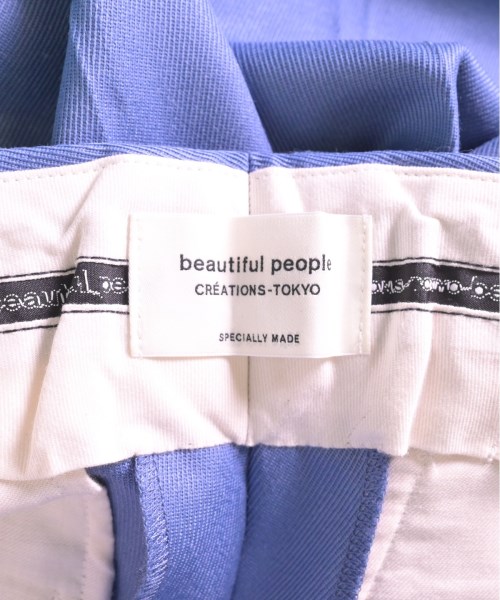 beautiful people
CRÉATIONS-TOKYO
SPECIALLY MADE